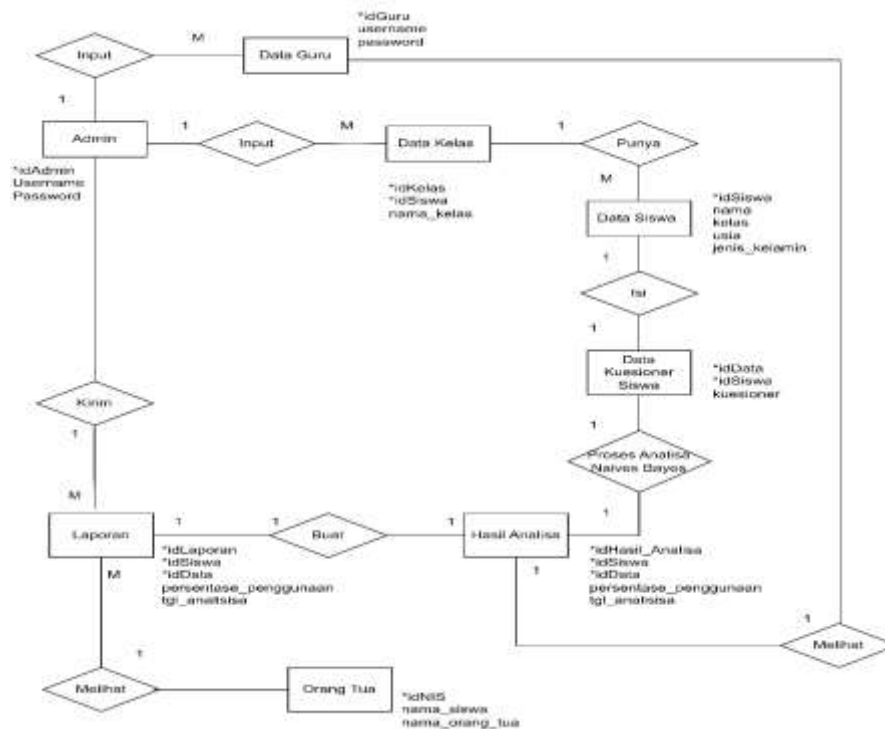 *idGuru
username
password
M
Input
Data Guru
1
Admin
1
Input
M
Data Kelas
1
Punya
*idAdmin
Username
Password
*idKelas
*idSiswa
nama_kelas
M
Data Siswa
*idSiswa
nama
kelas
usia
jenis_kelamin
1
Isi
1
Data
Kuesioner
Siswa
*idData
*idSiswa
kuesioner
Kirim
1
1
Proses Analisa
Naives Bayes
M
Laporan
1
1
Buat
1
Hasil Analisa
1
*idLaporan
*idSiswa
*idData
persentase_penggunaan
tgl_analisisa
M
1
*idHasil_Analisa
*idSiswa
*idData
persentase_penggunaan
tgl_analisisa
1
Melihat
1
Melihat
Orang Tua
*idNIS
nama_siswa
nama_orang_tua